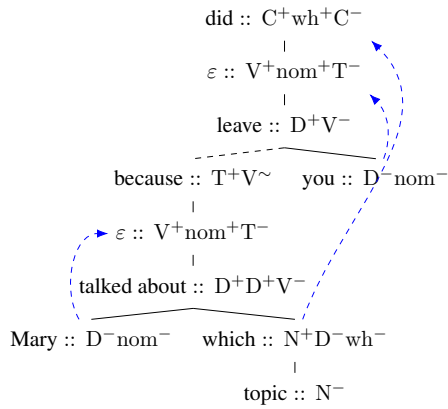 did :: C⁺wh⁺C⁻
ε :: V⁺nom⁺T⁻
leave :: D⁺V⁻
because :: T⁺V~ you :: D⁻nom⁻
ε :: V⁺nom⁺T⁻
talked about :: D⁺D⁺V⁻
Mary :: D⁻nom⁻ which :: N⁺D⁻wh⁻
topic :: N⁻